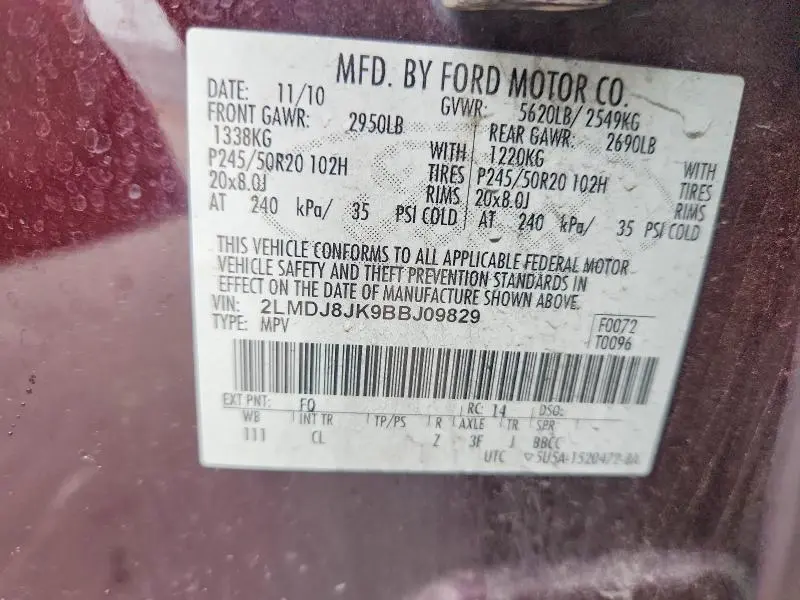 MFD. BY FORD MOTOR CO.
DATE: 11/10 GVWR: 5620LB/2549KG
FRONT GAWR: 2950LB REAR GAWR: 2690LB
1338KG WITH 1220KG WITH
P245/50R20 102H TIRES P245/50R20 102H TIRES
20x8.0J RIMS 20x8.0J RIMS
AT 240 kPa/ 35 PSI COLD AT 240 kPa/ 35 PSI COLD
THIS VEHICLE CONFORMS TO ALL APPLICABLE FEDERAL MOTOR
VEHICLE SAFETY AND THEFT PREVENTION STANDARDS IN
EFFECT ON THE DATE OF MANUFACTURE SHOWN ABOVE.
VIN: 2LMDJ8JK9BBJ09829
TYPE: MPV F0072
T0096
EXT PNT: FQ RC: 14 DSO:
WB INT TR TP/PS R AXLE TR SPR
111 CL Z 3F J BBCC
UTC